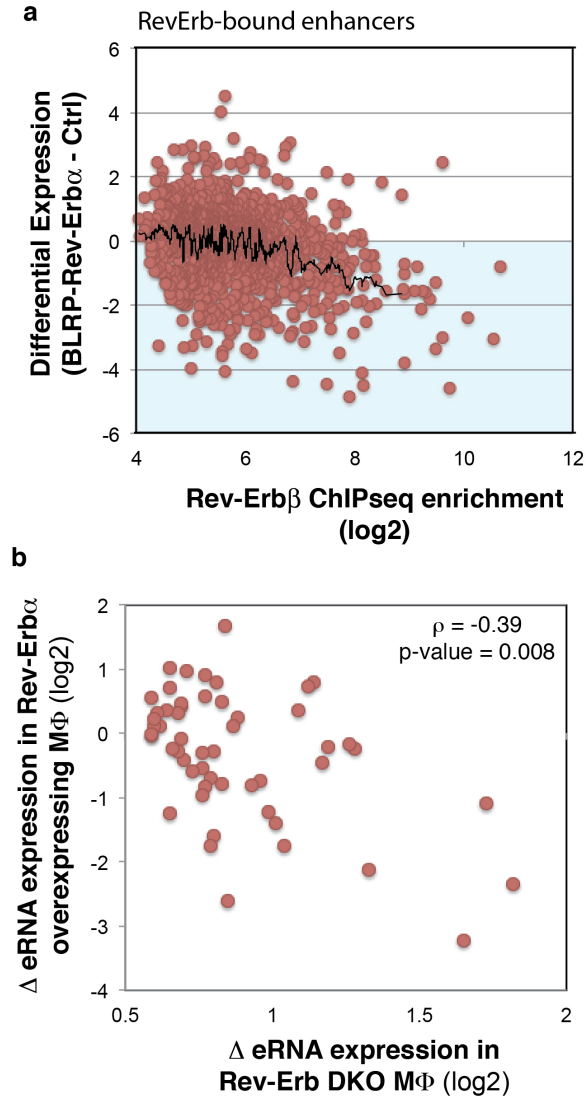 a
RevErb-bound enhancers
Differential Expression
(BLRP-Rev-Erbα - Ctrl)
6
4
2
0
-2
-4
-6
4
6
8
10
12
Rev-Erbβ ChIPseq enrichment
(log2)
b
Δ eRNA expression in Rev-Erbα
overexpressing MΦ (log2)
2
1
0
-1
-2
-3
-4
ρ = -0.39
p-value = 0.008
0.5
1
1.5
2
Δ eRNA expression in
Rev-Erb DKO MΦ (log2)